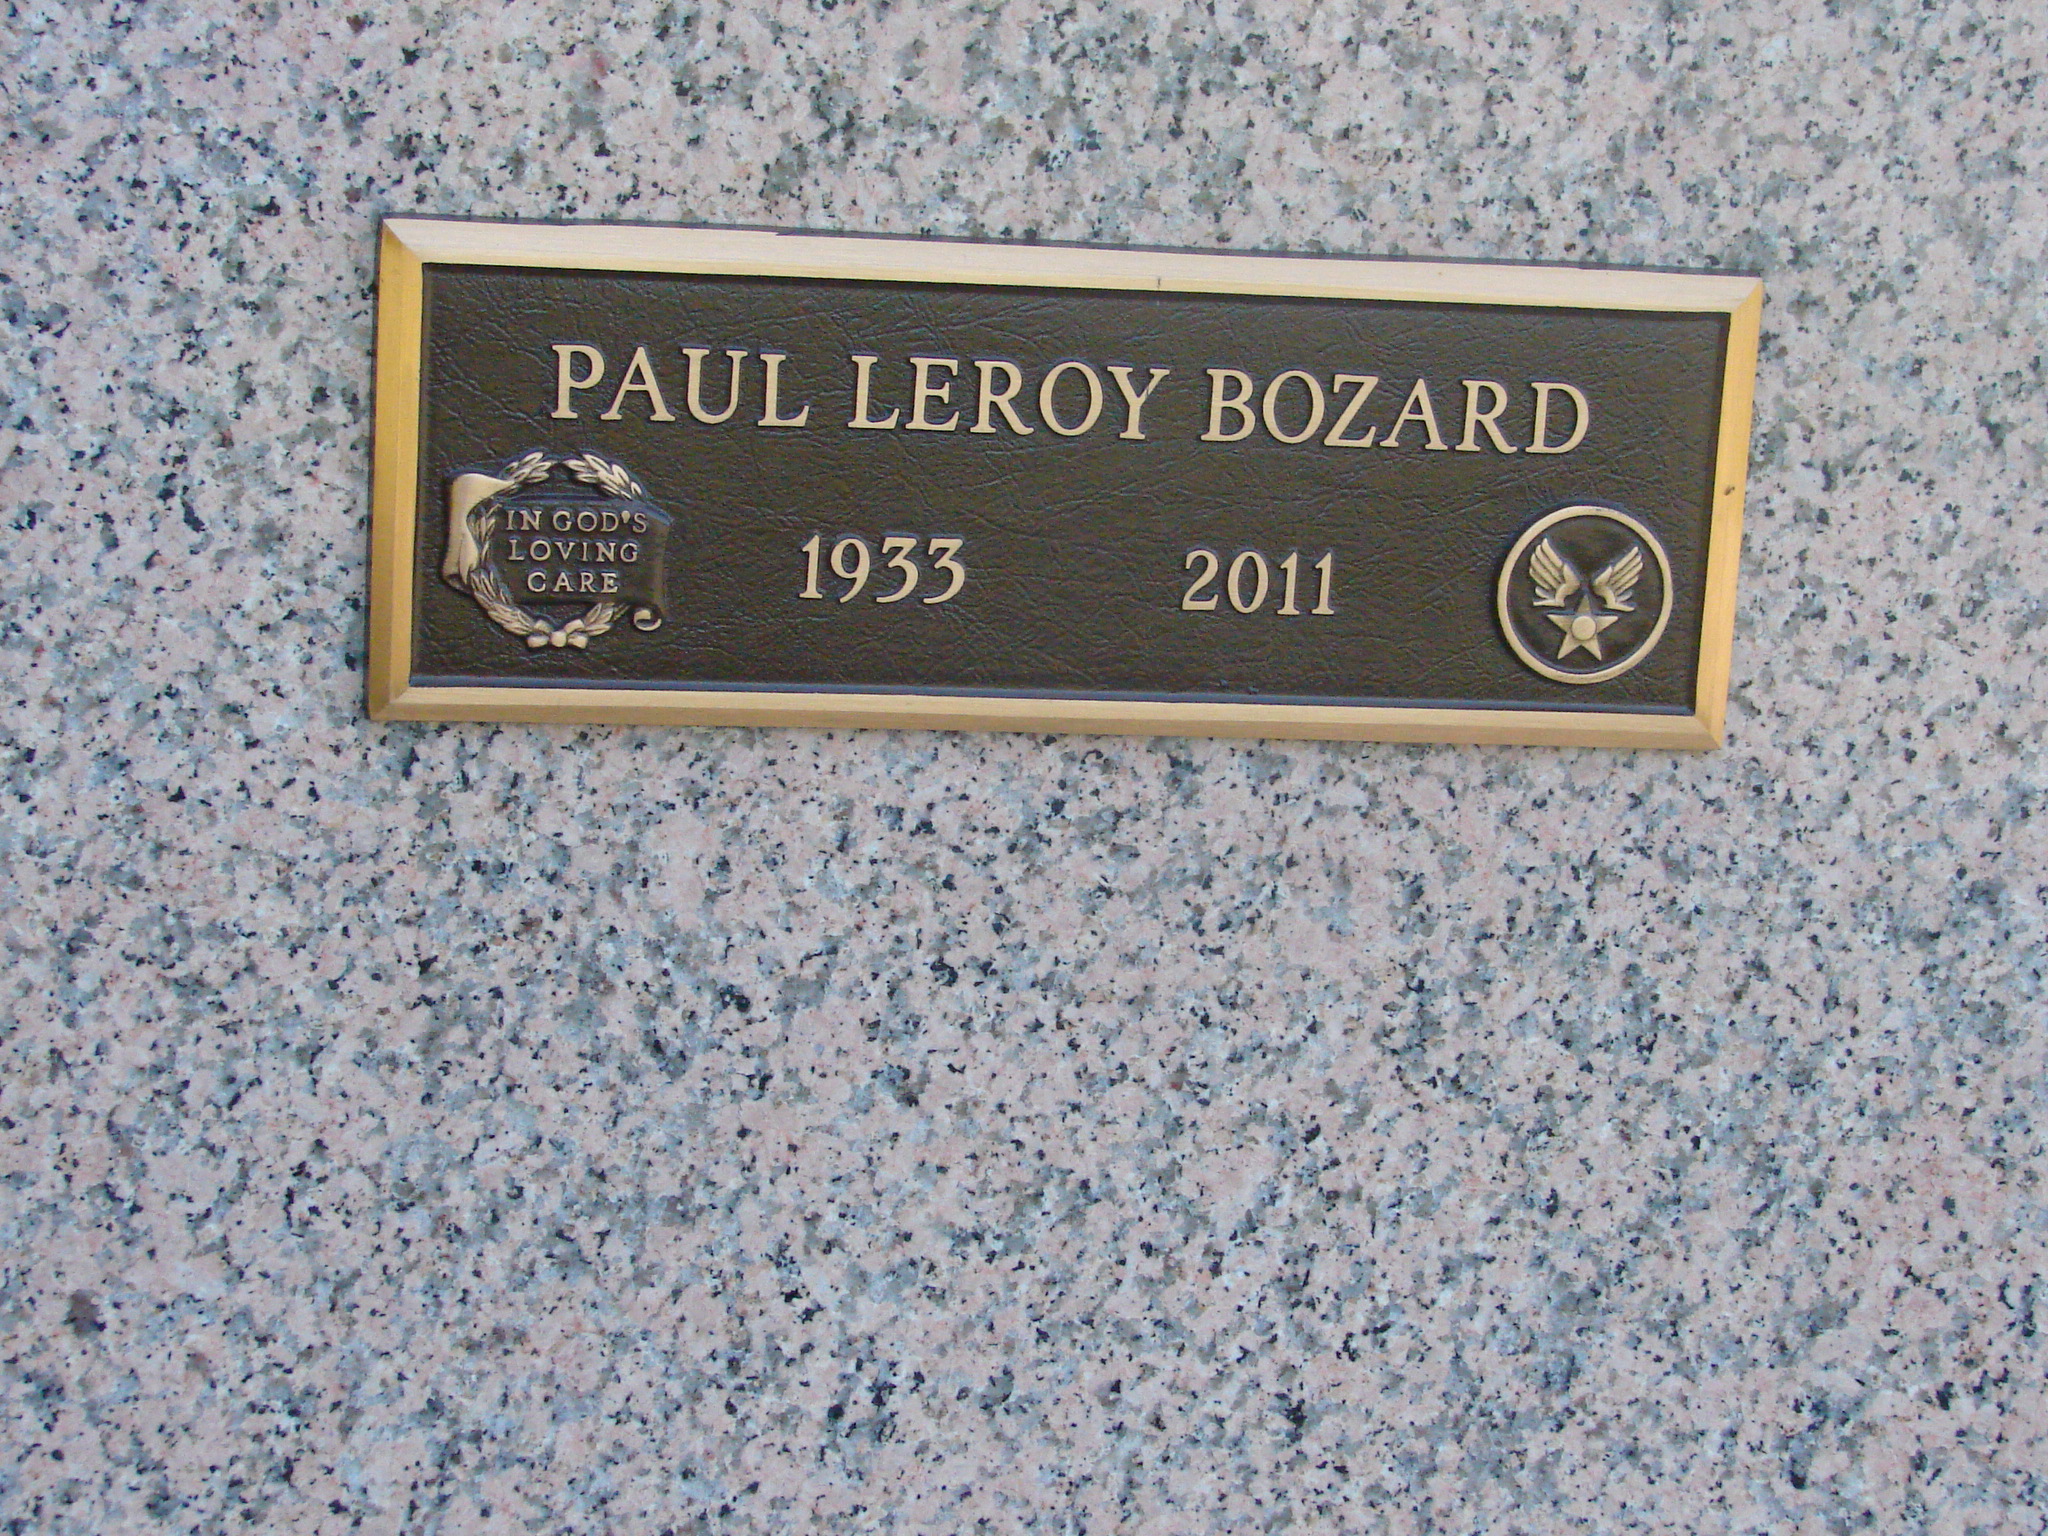 PAUL LEROY BOZARD
IN GOD'S
LOVING
CARE
1933 2011